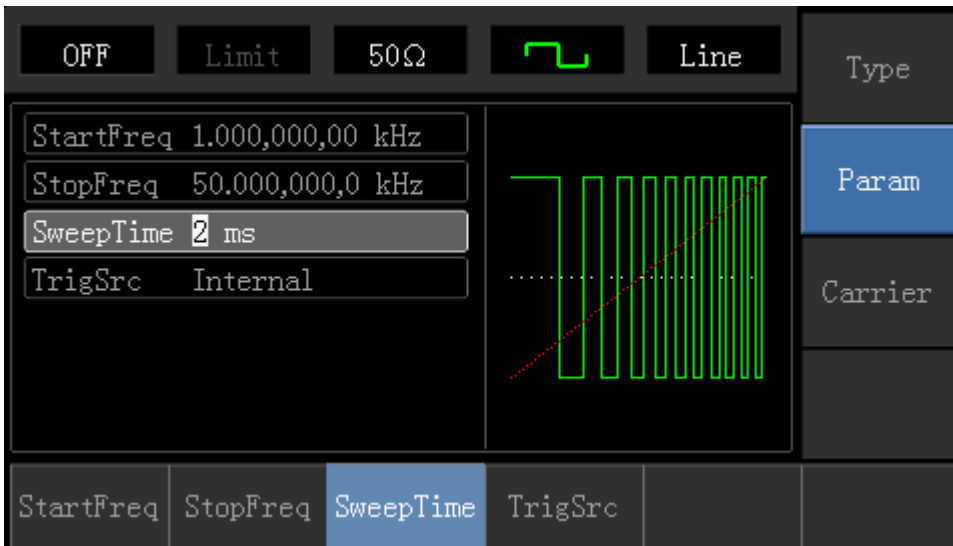 OFF Limit 50Ω Line
Type
StartFreq 1.000,000,00 kHz
StopFreq 50.000,000,0 kHz
Param
SweepTime 2 ms
TrigSrc Internal
Carrier
StartFreq StopFreq SweepTime TrigSrc